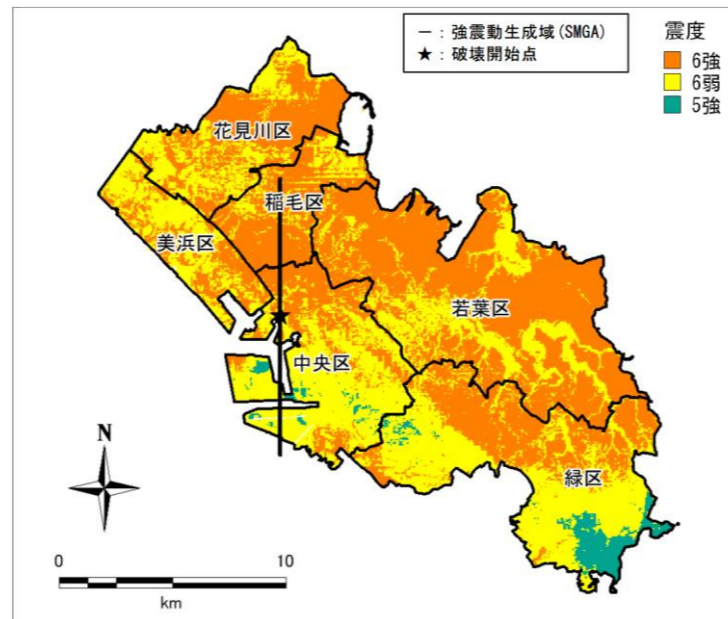 ─ : 強震動生成域(SMGA)
★ : 破壊開始点
震度
6強
6弱
5強
花見川区
稲毛区
美浜区
若葉区
中央区
緑区
N
0 10
km